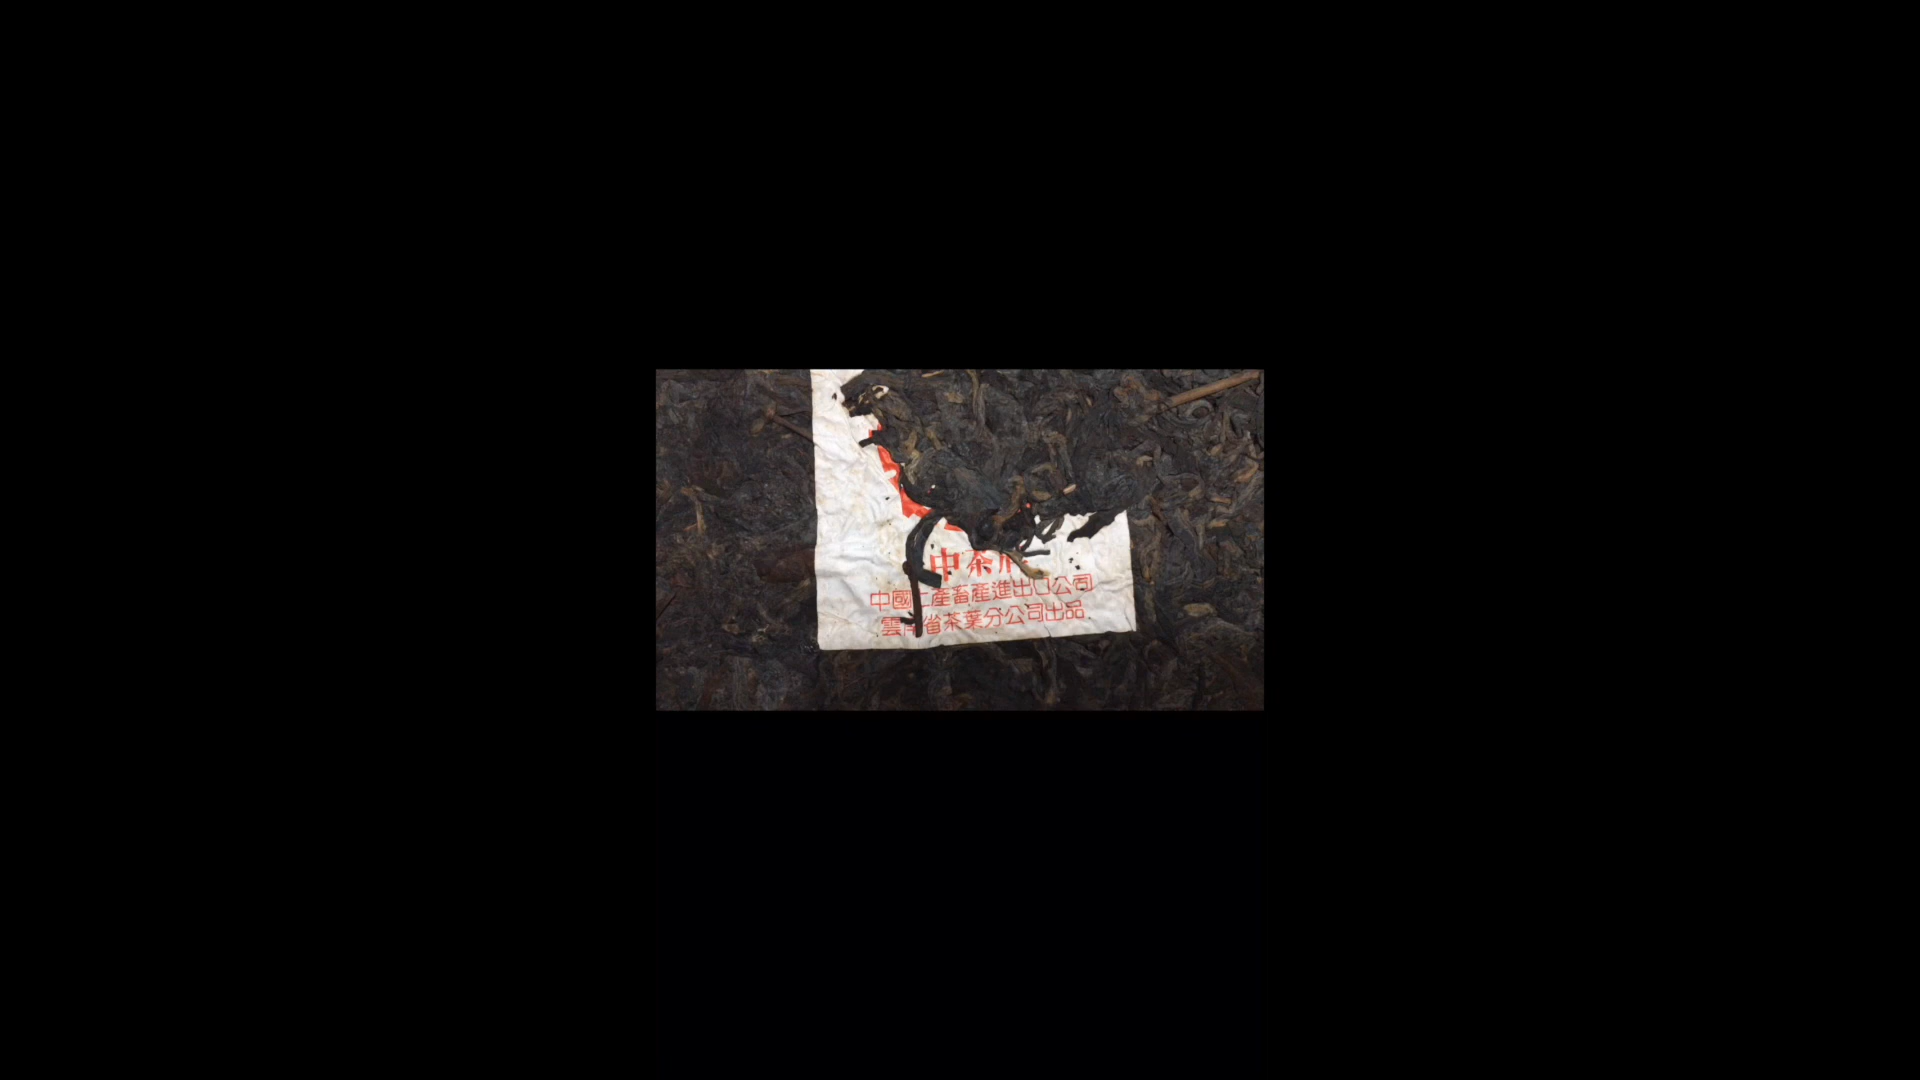 中茶
中國土產畜產進出口公司
雲南省茶葉分公司出品